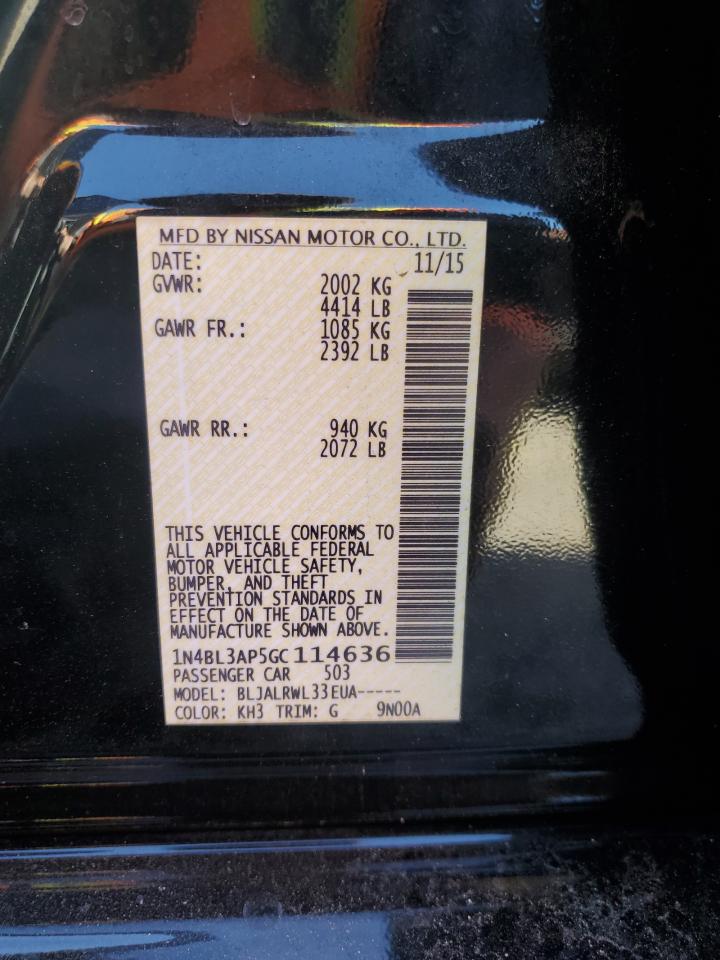 MFD BY NISSAN MOTOR CO., LTD.
DATE: 11/15
GVWR: 2002 KG
4414 LB
GAWR FR.: 1085 KG
2392 LB
GAWR RR.: 940 KG
2072 LB
THIS VEHICLE CONFORMS TO
ALL APPLICABLE FEDERAL
MOTOR VEHICLE SAFETY,
BUMPER, AND THEFT
PREVENTION STANDARDS IN
EFFECT ON THE DATE OF
MANUFACTURE SHOWN ABOVE.
1N4BL3AP5GC114636
PASSENGER CAR 503
MODEL: BLJALRWL33EUA-----
COLOR: KH3 TRIM: G 9N00A